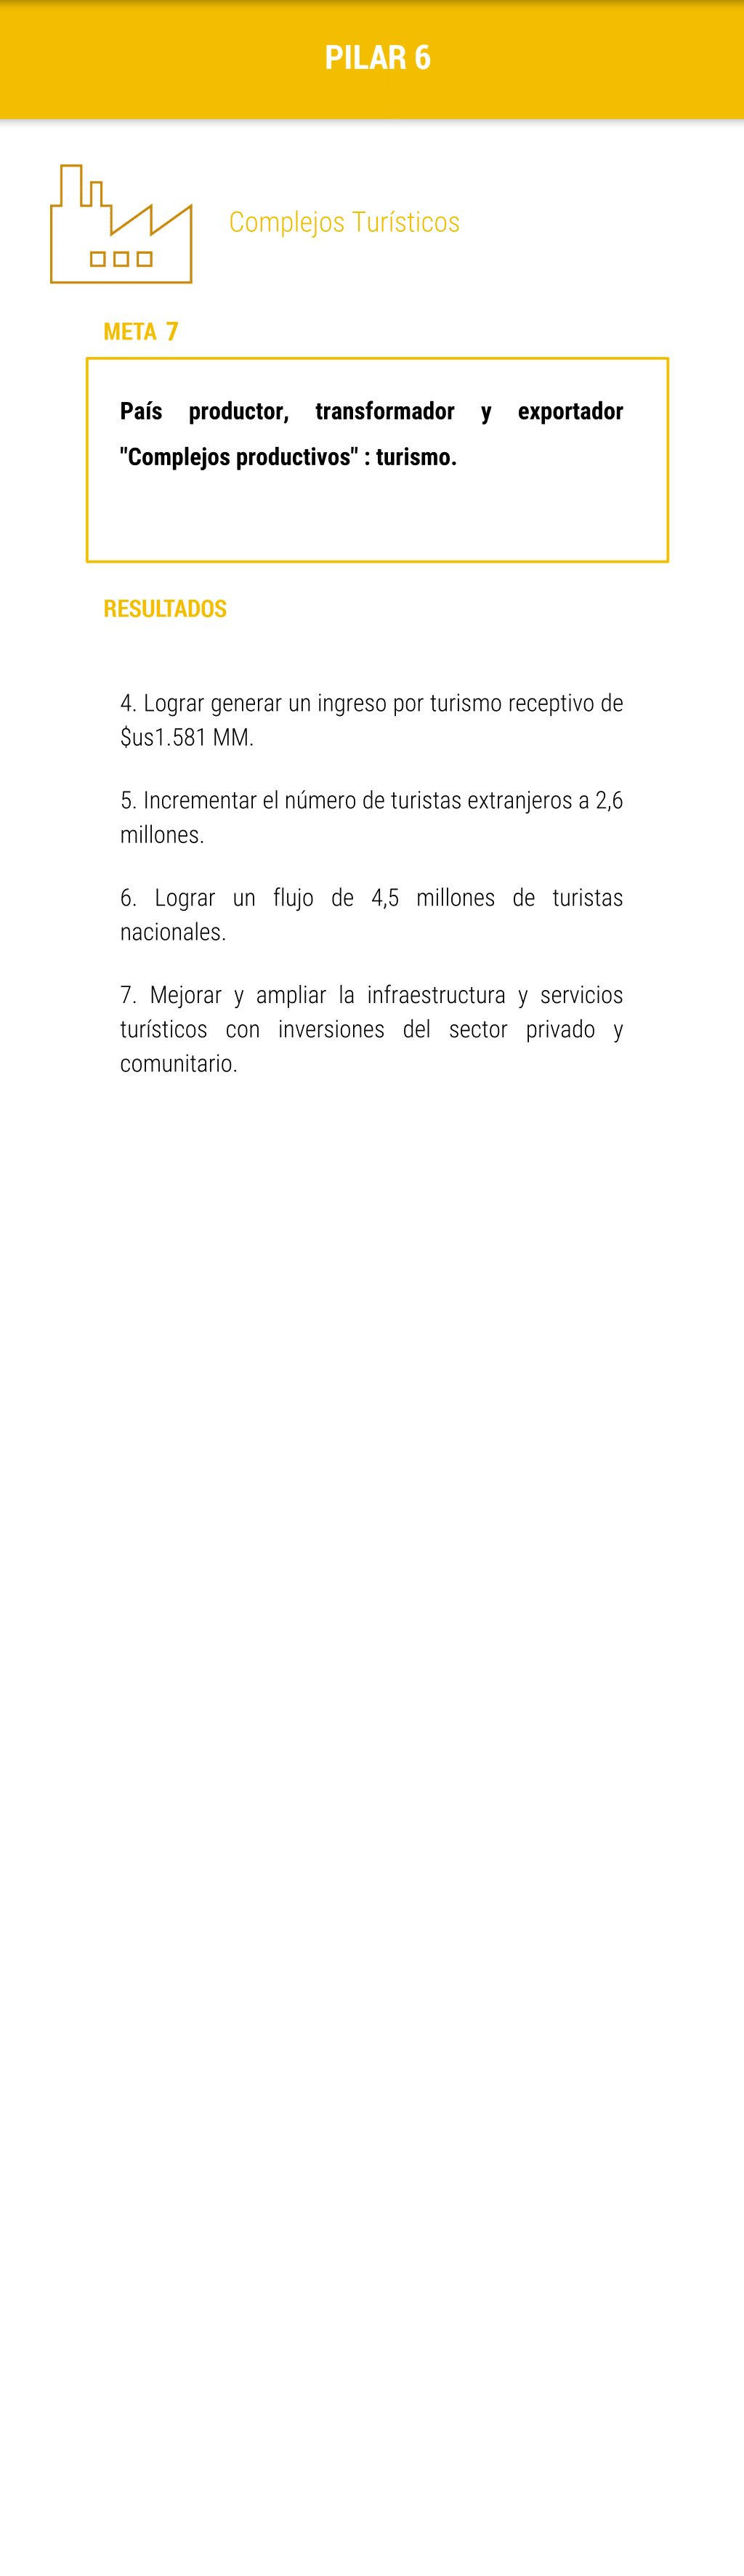 PILAR 6
Complejos Turísticos
META 7
País productor, transformador y exportador
"Complejos productivos" : turismo.
RESULTADOS
4. Lograr generar un ingreso por turismo receptivo de
$us1.581 MM.
5. Incrementar el número de turistas extranjeros a 2,6
millones.
6. Lograr un flujo de 4,5 millones de turistas
nacionales.
7. Mejorar y ampliar la infraestructura y servicios
turísticos con inversiones del sector privado y
comunitario.